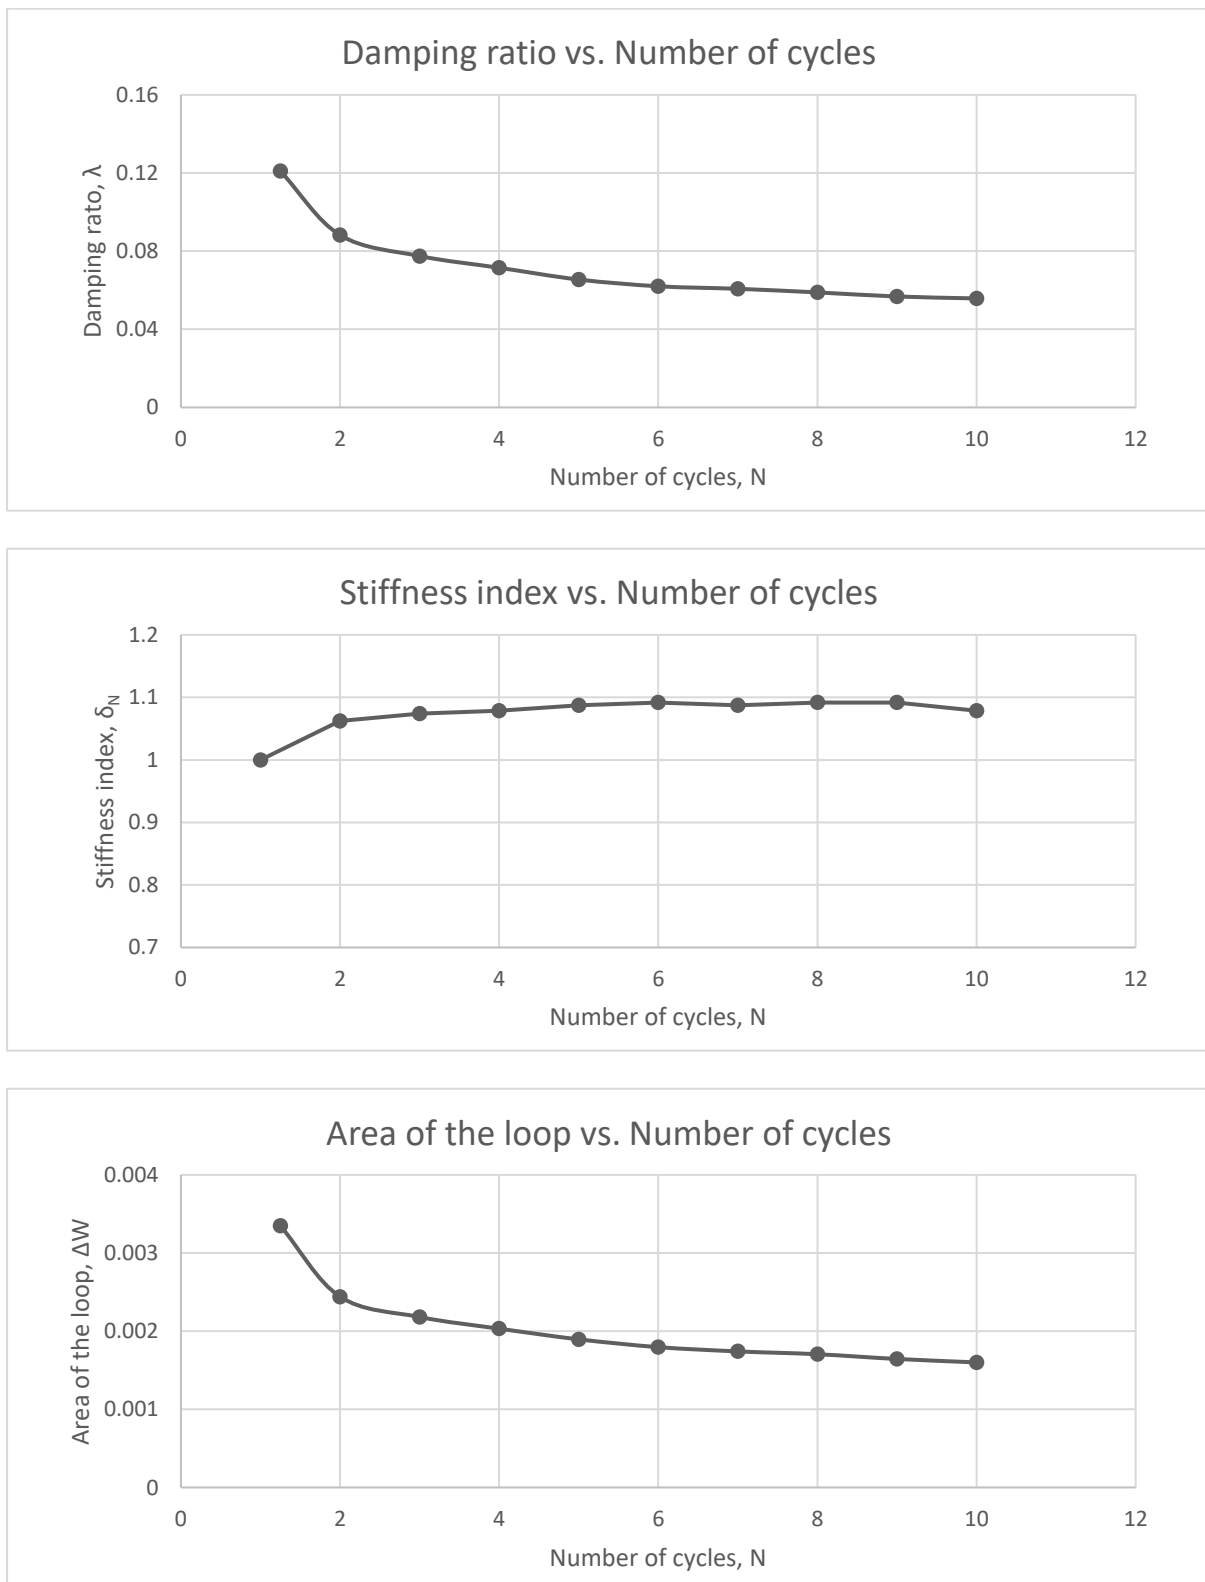 Damping ratio vs. Number of cycles
0.16
0.12
0.08
0.04
0
Damping rato, λ
0 2 4 6 8 10 12
Number of cycles, N
Stiffness index vs. Number of cycles
1.2
1.1
1
0.9
0.8
0.7
Stiffness index, δN
0 2 4 6 8 10 12
Number of cycles, N
Area of the loop vs. Number of cycles
0.004
0.003
0.002
0.001
0
Area of the loop, ΔW
0 2 4 6 8 10 12
Number of cycles, N